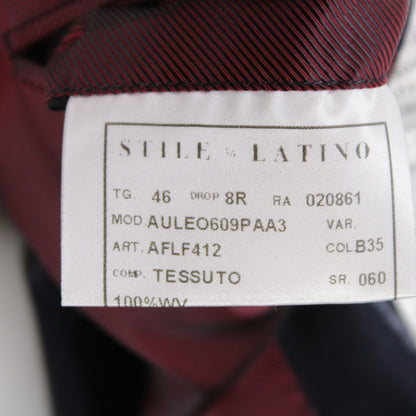 STILE LATINO
TG. 46 DROP 8R RA 020861
MOD. AULEO609PAA3 VAR.
ART. AFLF412 COL B35
COMP. TESSUTO SR. 060
100%WV